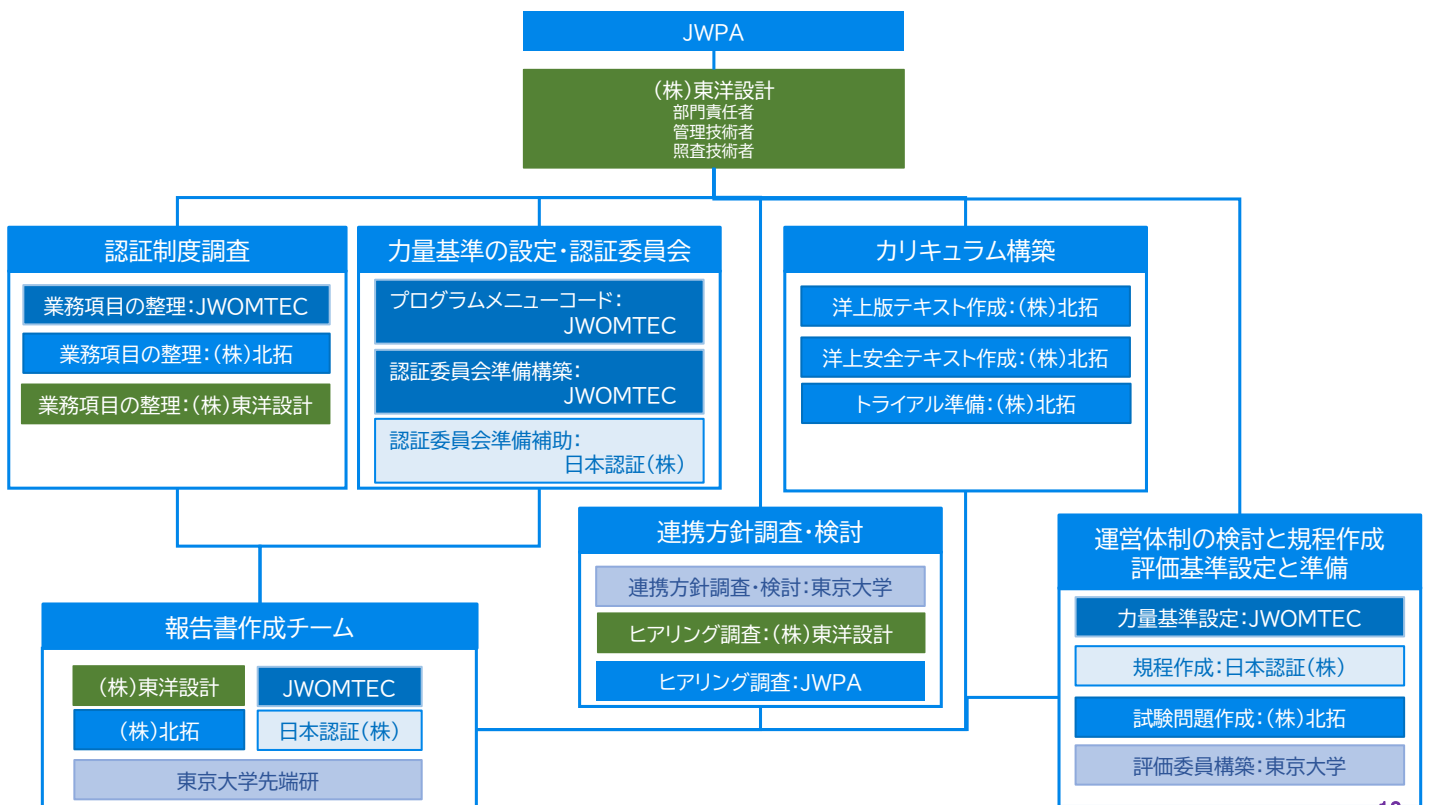 JWPA
(株)東洋設計
部門責任者
管理技術者
照査技術者
認証制度調査
業務項目の整理:JWOMTEC
業務項目の整理:(株)北拓
業務項目の整理:(株)東洋設計
力量基準の設定・認証委員会
プログラムメニューコード:
JWOMTEC
認証委員会準備構築:
JWOMTEC
認証委員会準備補助:
日本認証(株)
カリキュラム構築
洋上版テキスト作成:(株)北拓
洋上安全テキスト作成:(株)北拓
トライアル準備:(株)北拓
連携方針調査・検討
連携方針調査・検討:東京大学
ヒアリング調査:(株)東洋設計
ヒアリング調査:JWPA
運営体制の検討と規程作成
評価基準設定と準備
力量基準設定:JWOMTEC
規程作成:日本認証(株)
試験問題作成:(株)北拓
評価委員構築:東京大学
報告書作成チーム
(株)東洋設計
JWOMTEC
(株)北拓
日本認証(株)
東京大学先端研